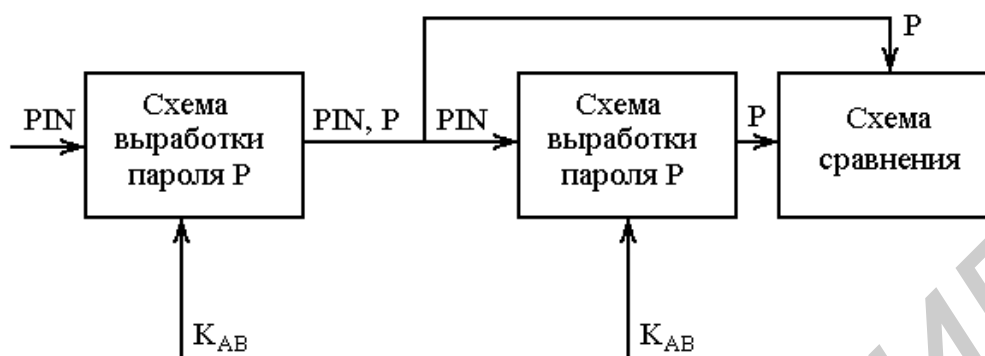 P
PIN
Схема
выработки
пароля P
PIN, P
PIN
Схема
выработки
пароля P
P
Схема
сравнения
K_AB
K_AB